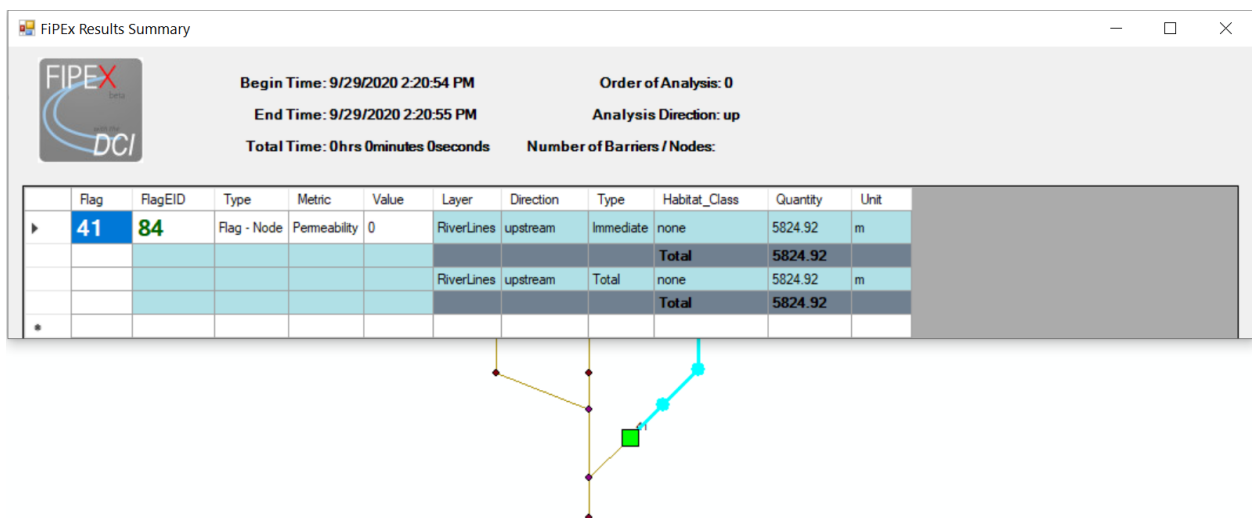 FiPEx Results Summary
FIPEX
beta
with the
DCI
Begin Time: 9/29/2020 2:20:54 PM
End Time: 9/29/2020 2:20:55 PM
Total Time: 0hrs 0minutes 0seconds
Order of Analysis: 0
Analysis Direction: up
Number of Barriers / Nodes:
Flag FlagEID Type Metric Value Layer Direction Type Habitat_Class Quantity Unit
41 84 Flag - Node Permeability 0 RiverLines upstream Immediate none 5824.92 m
Total 5824.92
RiverLines upstream Total none 5824.92 m
Total 5824.92